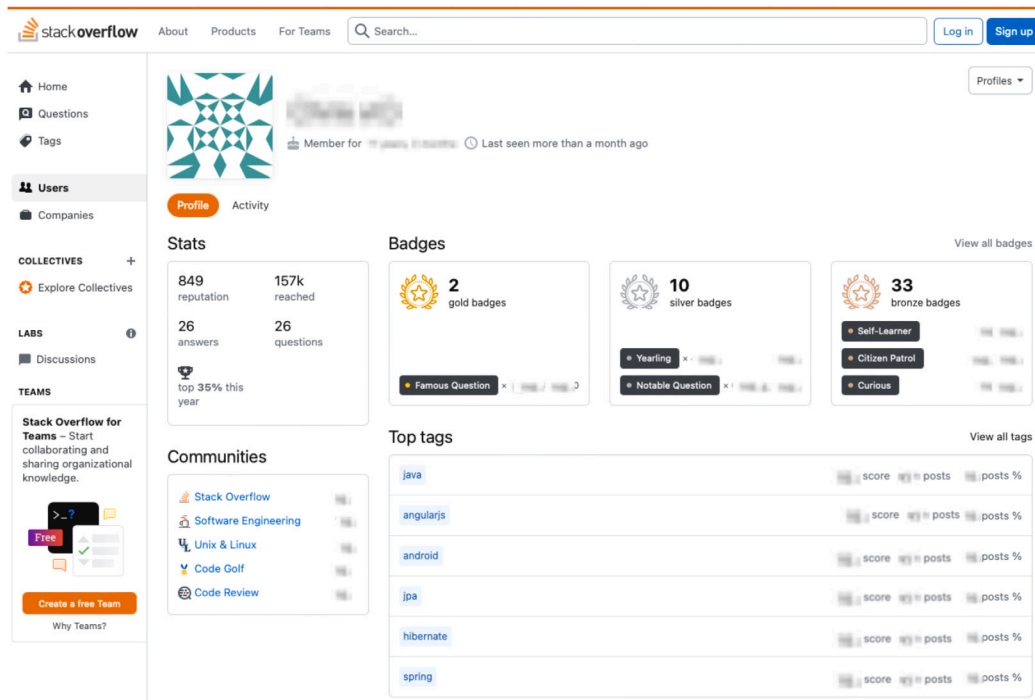 stackoverflow About Products For Teams Search... Log in Sign up
Home
Questions
Tags
Users
Companies
COLLECTIVES +
Explore Collectives
LABS
Discussions
TEAMS
Stack Overflow for
Teams – Start
collaborating and
sharing organizational
knowledge.
>_?
Free
Create a free Team
Why Teams?
Profiles
Member for
Last seen more than a month ago
Profile Activity
Stats
849 157k
reputation reached
26 26
answers questions
top 35% this
year
Communities
Stack Overflow
Software Engineering
Unix & Linux
Code Golf
Code Review
Badges View all badges
2
gold badges
Famous Question ×
10
silver badges
Yearling ×
Notable Question ×
33
bronze badges
Self-Learner
Citizen Patrol
Curious
Top tags View all tags
java score posts posts %
angularjs score posts posts %
android score posts posts %
jpa score posts posts %
hibernate score posts posts %
spring score posts posts %